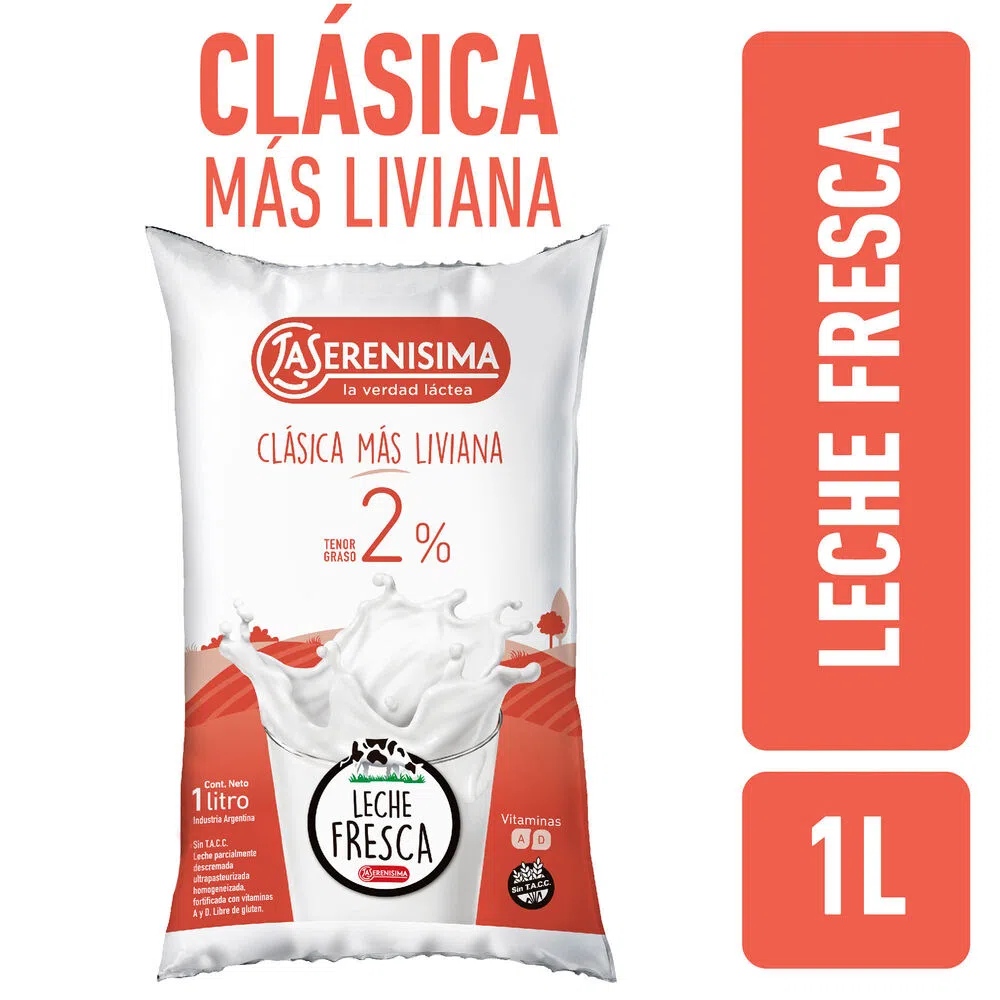 CLÁSICA
MÁS LIVIANA
LA SERENISIMA
la verdad láctea
CLÁSICA MÁS LIVIANA
TENOR
GRASO 2%
Cont. Neto
1 litro
Industria Argentina
Sin T.A.C.C.
Leche parcialmente
descremada
ultrapasteurizada
homogeneizada,
fortificada con vitaminas
A y D. Libre de gluten.
LECHE
FRESCA
LA SERENISIMA
Vitaminas
A D
Sin T.A.C.C.
LECHE FRESCA
1L